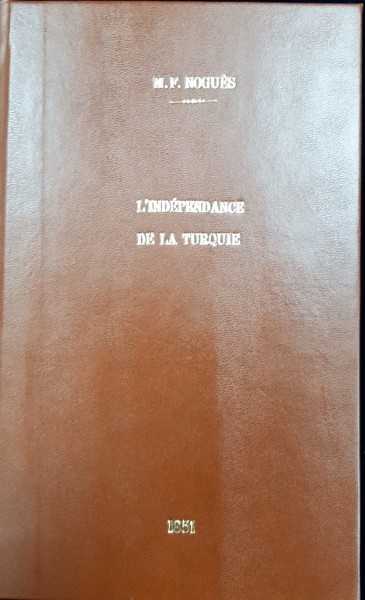 M. F. NOGUÈS
L'INDÉPENDANCE
DE LA TURQUIE
1851